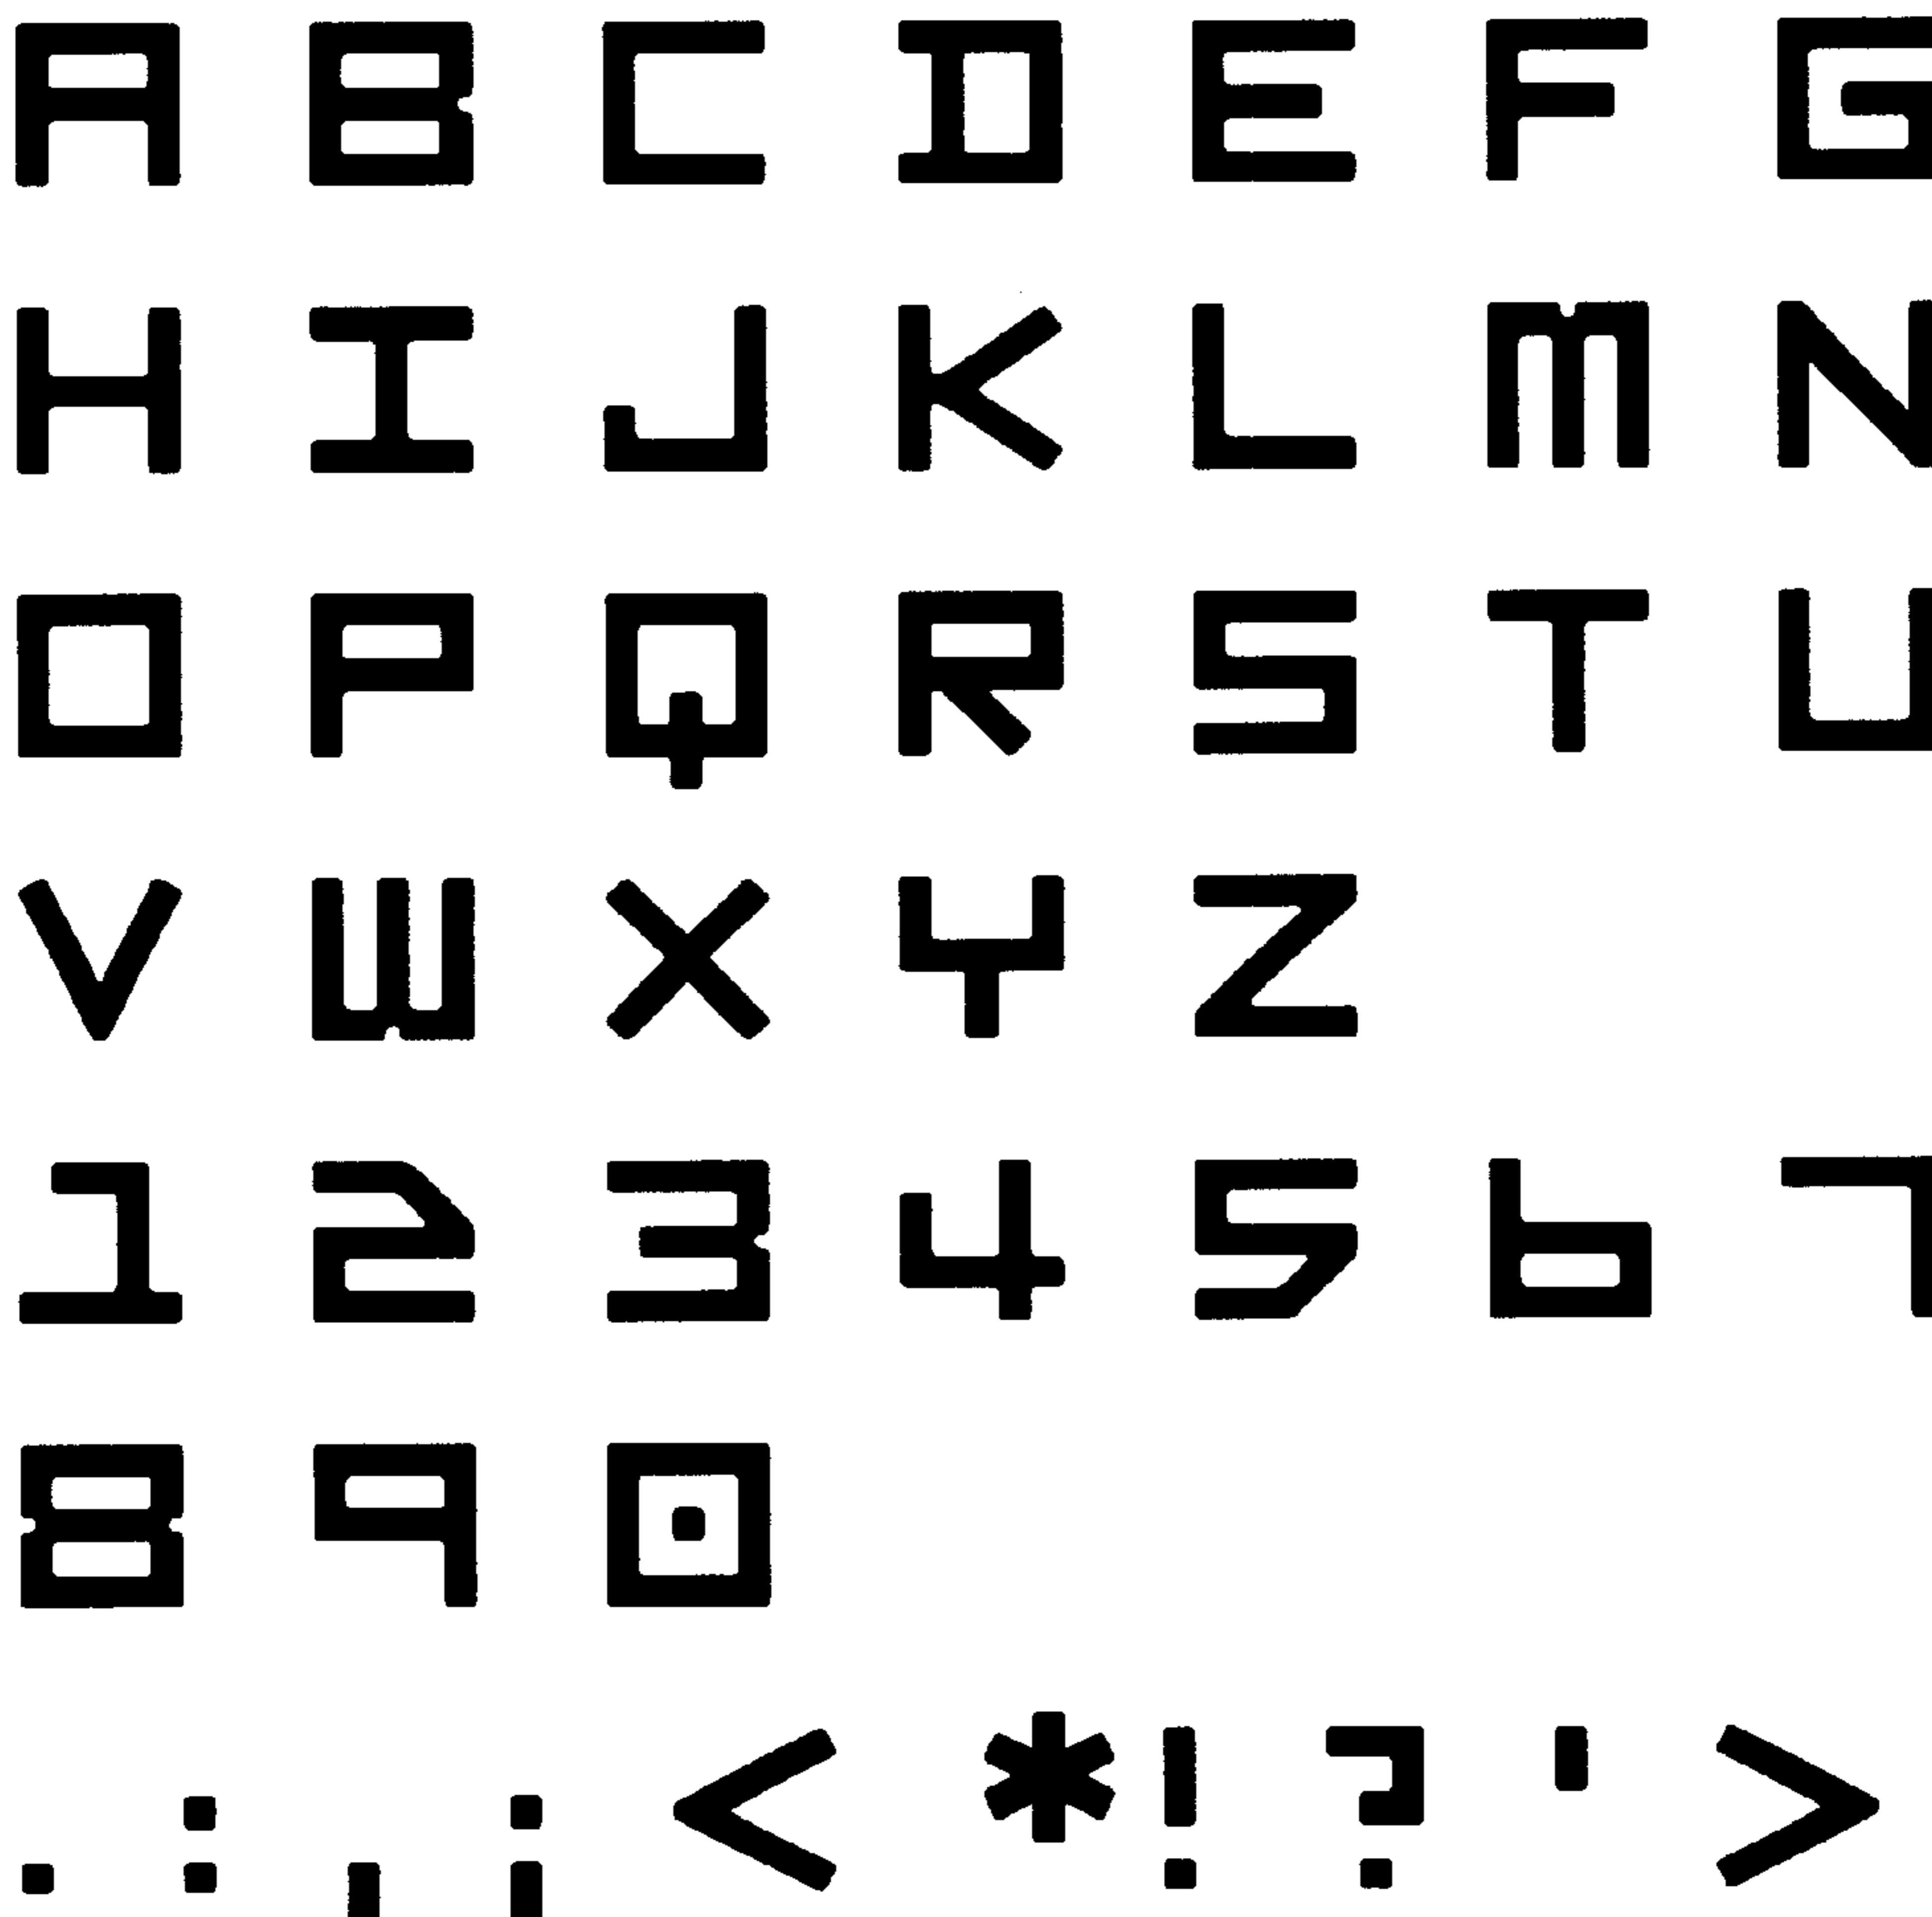 A B C D E F G
H I J K L M N
O P Q R S T U
V W X Y Z
1 2 3 4 5 6 7
8 9 0
. : , ; < * ! ? ' >